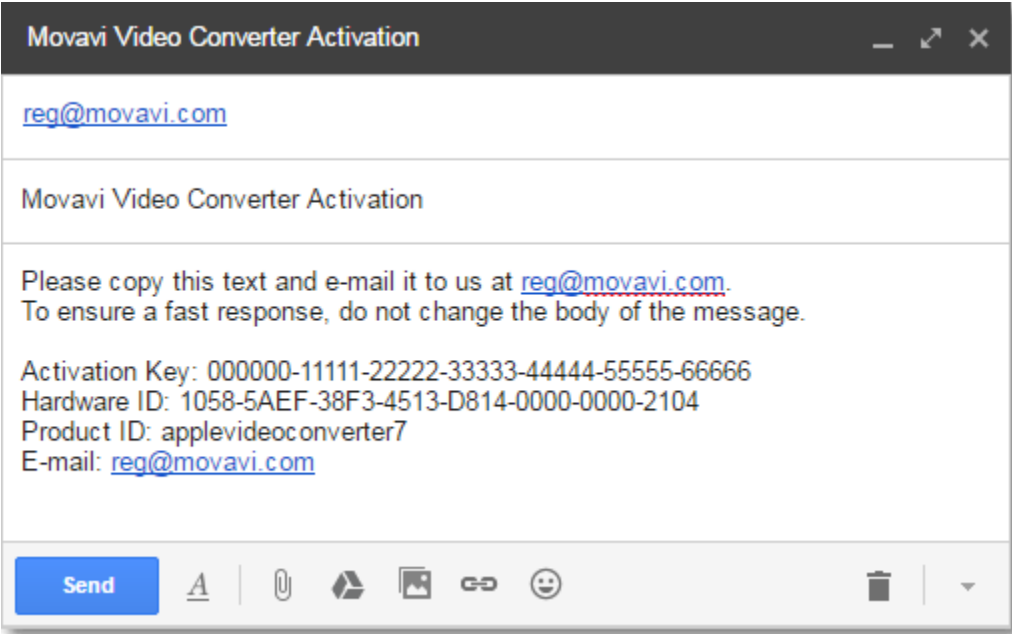 Movavi Video Converter Activation
reg@movavi.com
Movavi Video Converter Activation
Please copy this text and e-mail it to us at reg@movavi.com.
To ensure a fast response, do not change the body of the message.
Activation Key: 000000-11111-22222-33333-44444-55555-66666
Hardware ID: 1058-5AEF-38F3-4513-D814-0000-0000-2104
Product ID: applevideoconverter7
E-mail: reg@movavi.com
Send A